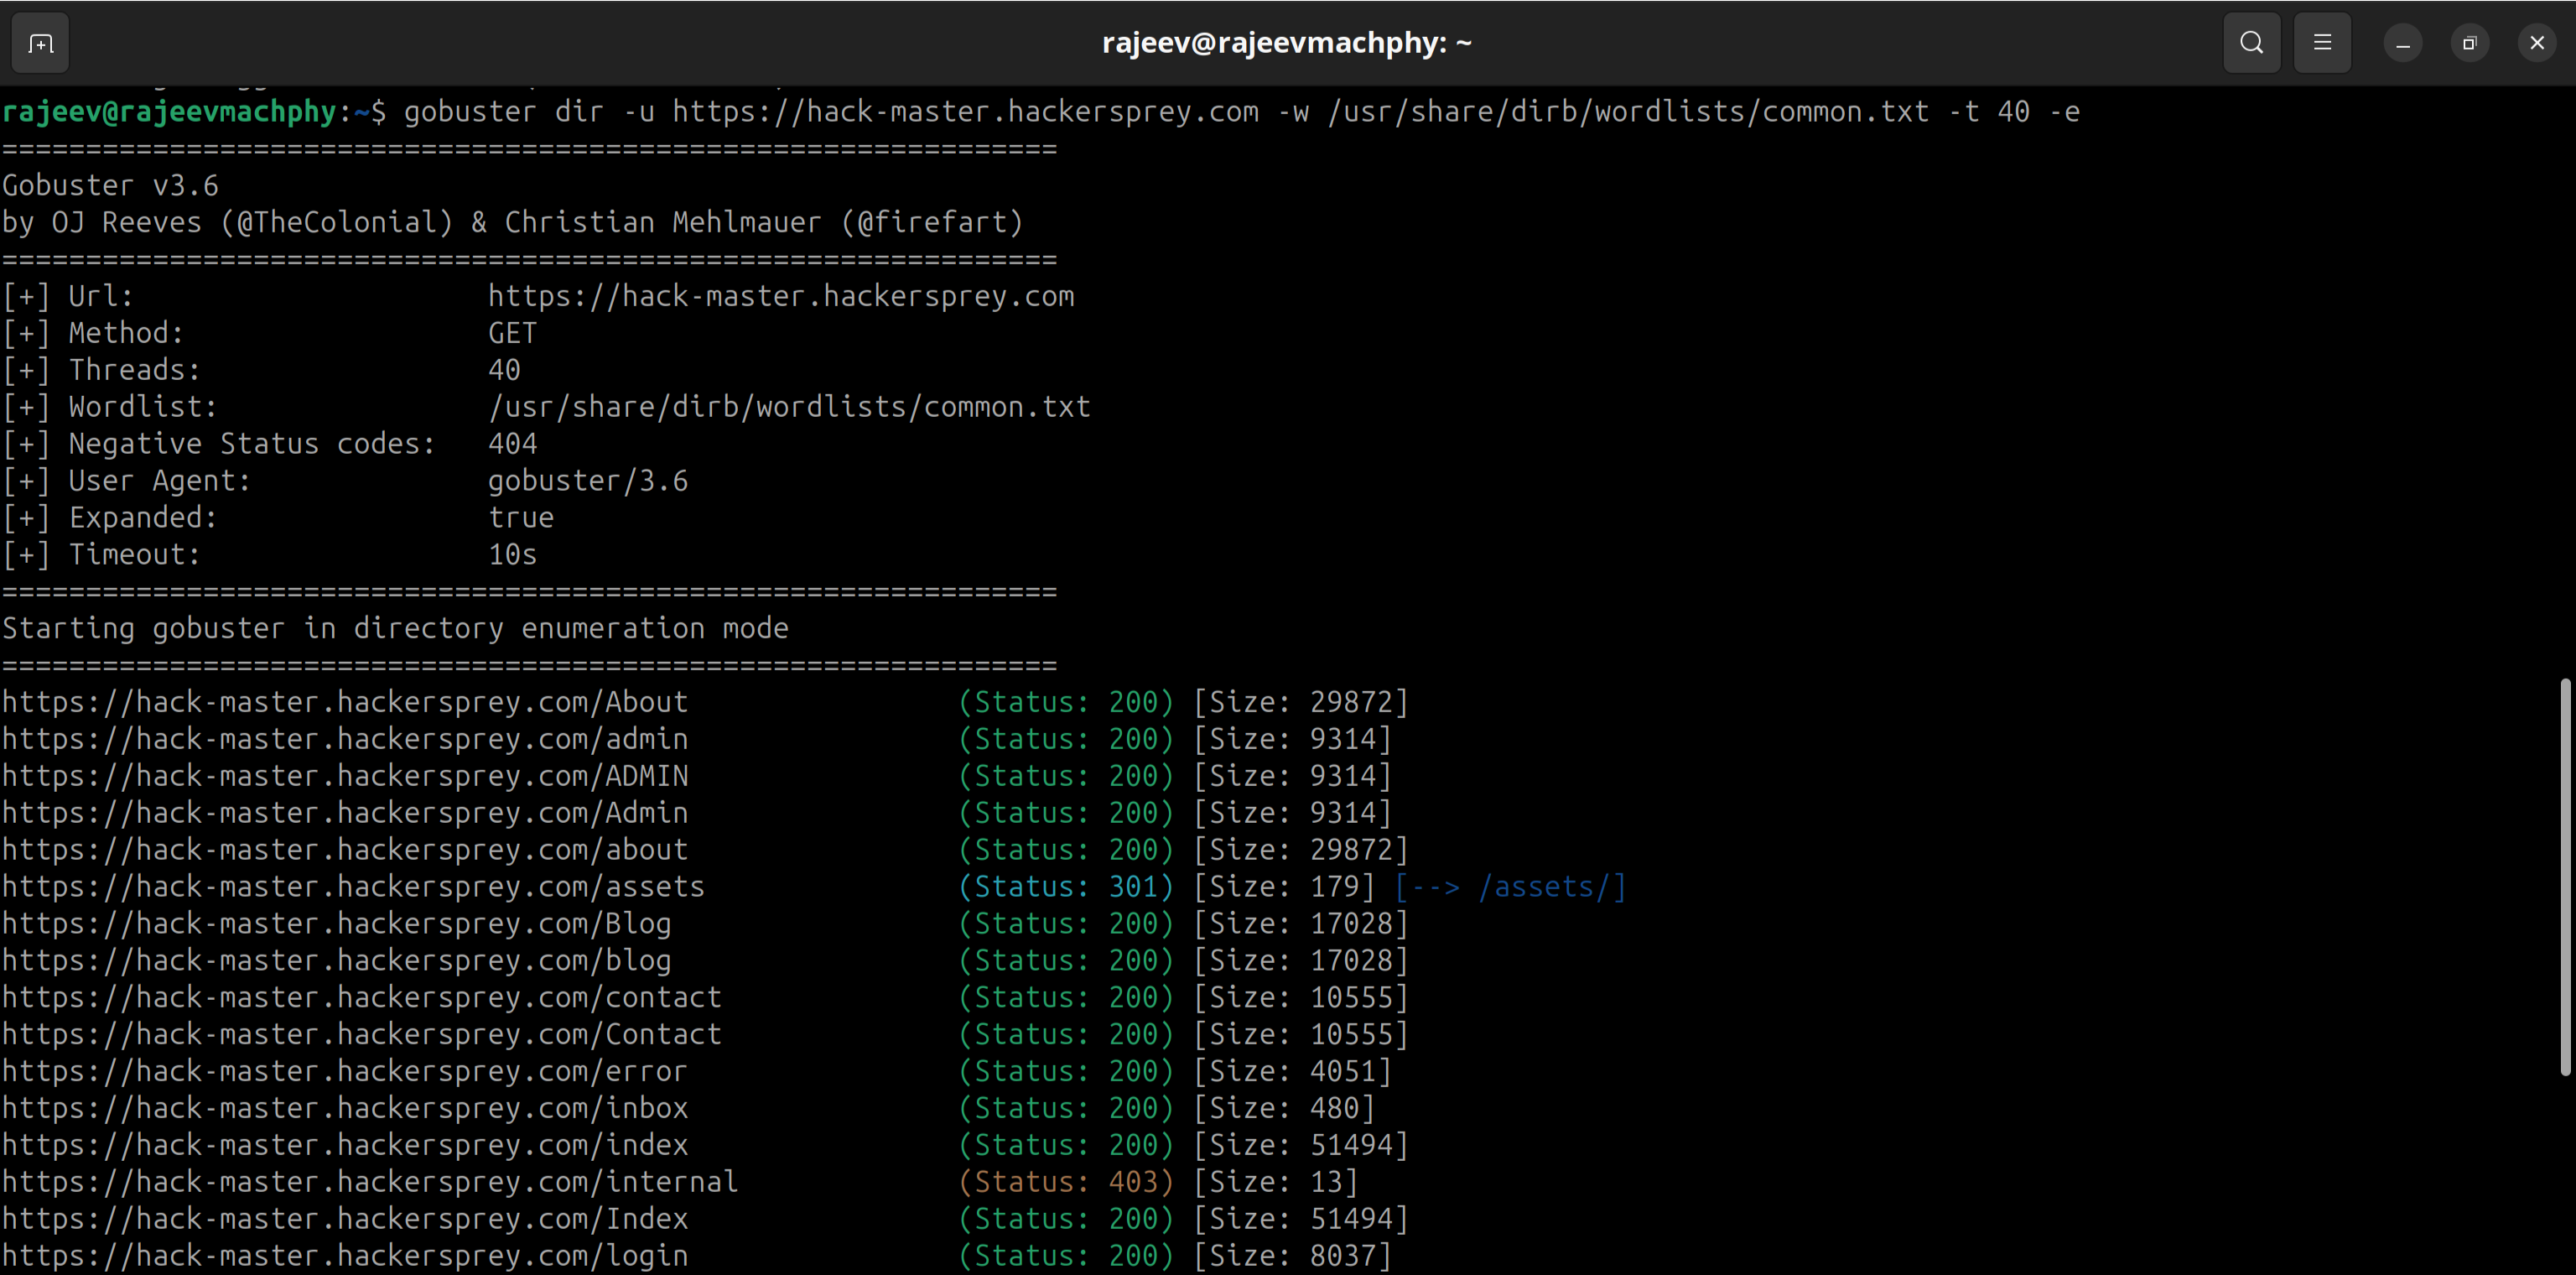 rajeev@rajeevmachphy: ~
rajeev@rajeevmachphy:~$ gobuster dir -u https://hack-master.hackersprey.com -w /usr/share/dirb/wordlists/common.txt -t 40 -e
===============================================================
Gobuster v3.6
by OJ Reeves (@TheColonial) & Christian Mehlmauer (@firefart)
===============================================================
[+] Url:                     https://hack-master.hackersprey.com
[+] Method:                  GET
[+] Threads:                 40
[+] Wordlist:                /usr/share/dirb/wordlists/common.txt
[+] Negative Status codes:   404
[+] User Agent:              gobuster/3.6
[+] Expanded:                true
[+] Timeout:                 10s
===============================================================
Starting gobuster in directory enumeration mode
===============================================================
https://hack-master.hackersprey.com/About                (Status: 200) [Size: 29872]
https://hack-master.hackersprey.com/admin                (Status: 200) [Size: 9314]
https://hack-master.hackersprey.com/ADMIN                (Status: 200) [Size: 9314]
https://hack-master.hackersprey.com/Admin                (Status: 200) [Size: 9314]
https://hack-master.hackersprey.com/about                (Status: 200) [Size: 29872]
https://hack-master.hackersprey.com/assets               (Status: 301) [Size: 179] [--> /assets/]
https://hack-master.hackersprey.com/Blog                 (Status: 200) [Size: 17028]
https://hack-master.hackersprey.com/blog                 (Status: 200) [Size: 17028]
https://hack-master.hackersprey.com/contact              (Status: 200) [Size: 10555]
https://hack-master.hackersprey.com/Contact              (Status: 200) [Size: 10555]
https://hack-master.hackersprey.com/error                (Status: 200) [Size: 4051]
https://hack-master.hackersprey.com/inbox                (Status: 200) [Size: 480]
https://hack-master.hackersprey.com/index                (Status: 200) [Size: 51494]
https://hack-master.hackersprey.com/internal             (Status: 403) [Size: 13]
https://hack-master.hackersprey.com/Index                (Status: 200) [Size: 51494]
https://hack-master.hackersprey.com/login                (Status: 200) [Size: 8037]